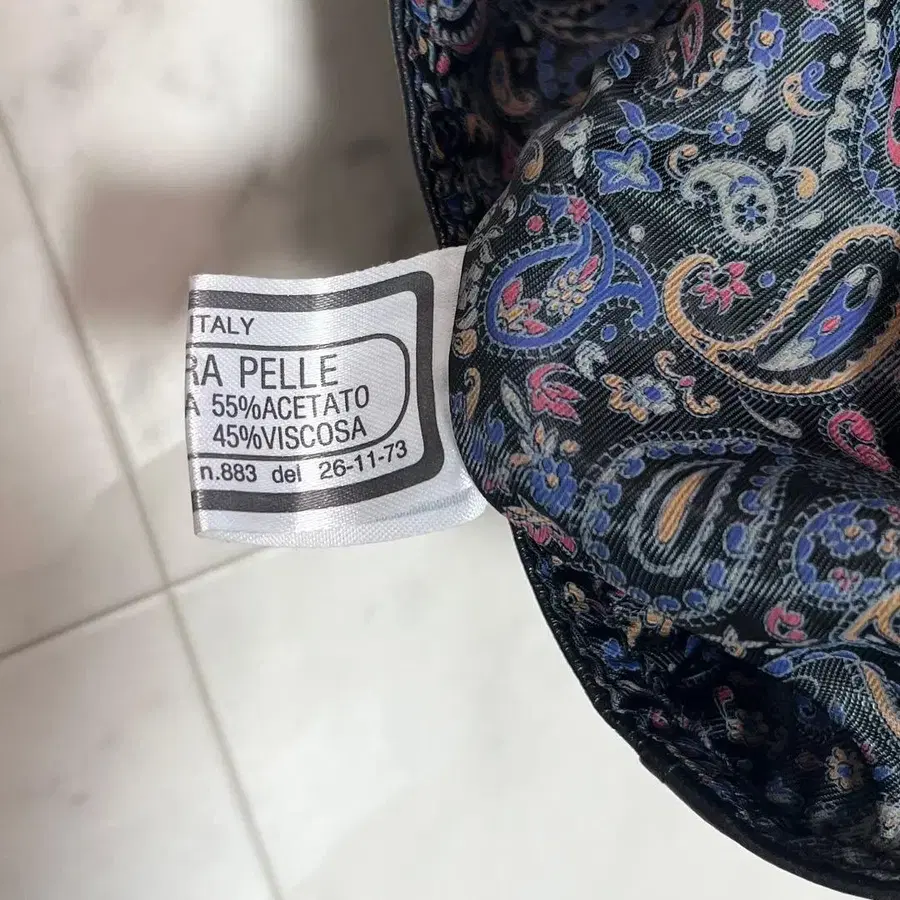 ITALY
RA PELLE
A 55%ACETATO
45%VISCOSA
n.883 del 26-11-73